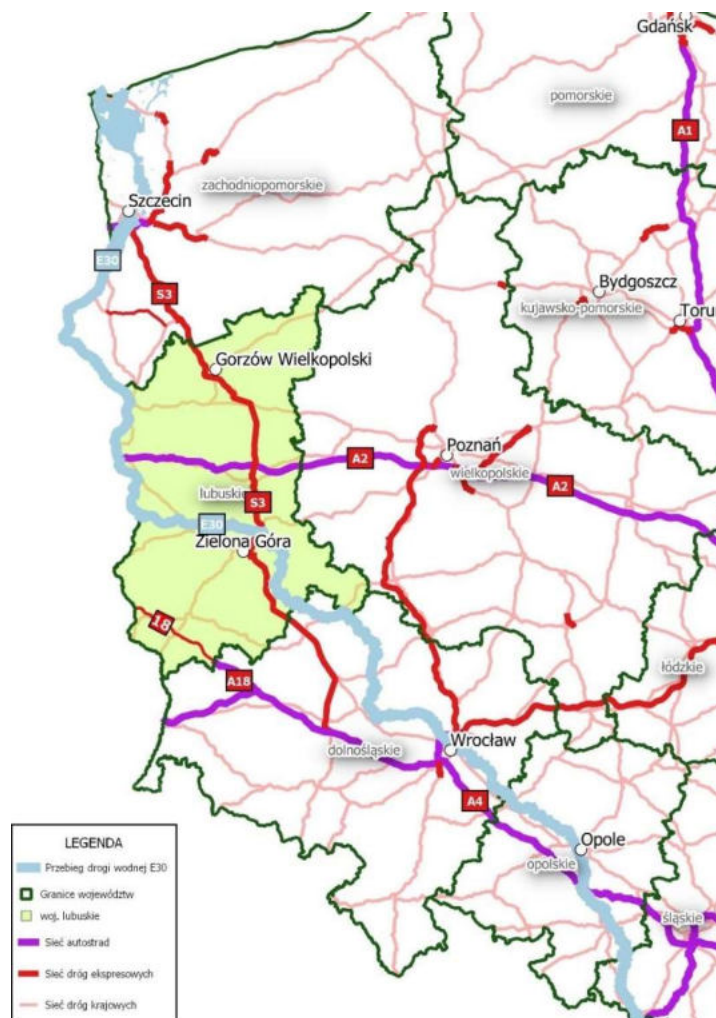 Gdańsk
pomorskie
A1
zachodniopomorskie
Szczecin
E30
S3
Bydgoszcz
kujawsko-pomorskie
Toru
Gorzów Wielkopolski
Poznań
A2
wielkopolskie
A2
lubuskie
S3
E30
Zielona Góra
18
łódzkie
A18
Wrocław
dolnośląskie
A4
Opole
opolskie
śląskie
LEGENDA
Przebieg drogi wodnej E30
Granice województw
woj. lubuskie
Sieć autostrad
Sieć dróg ekspresowych
Sieć dróg krajowych